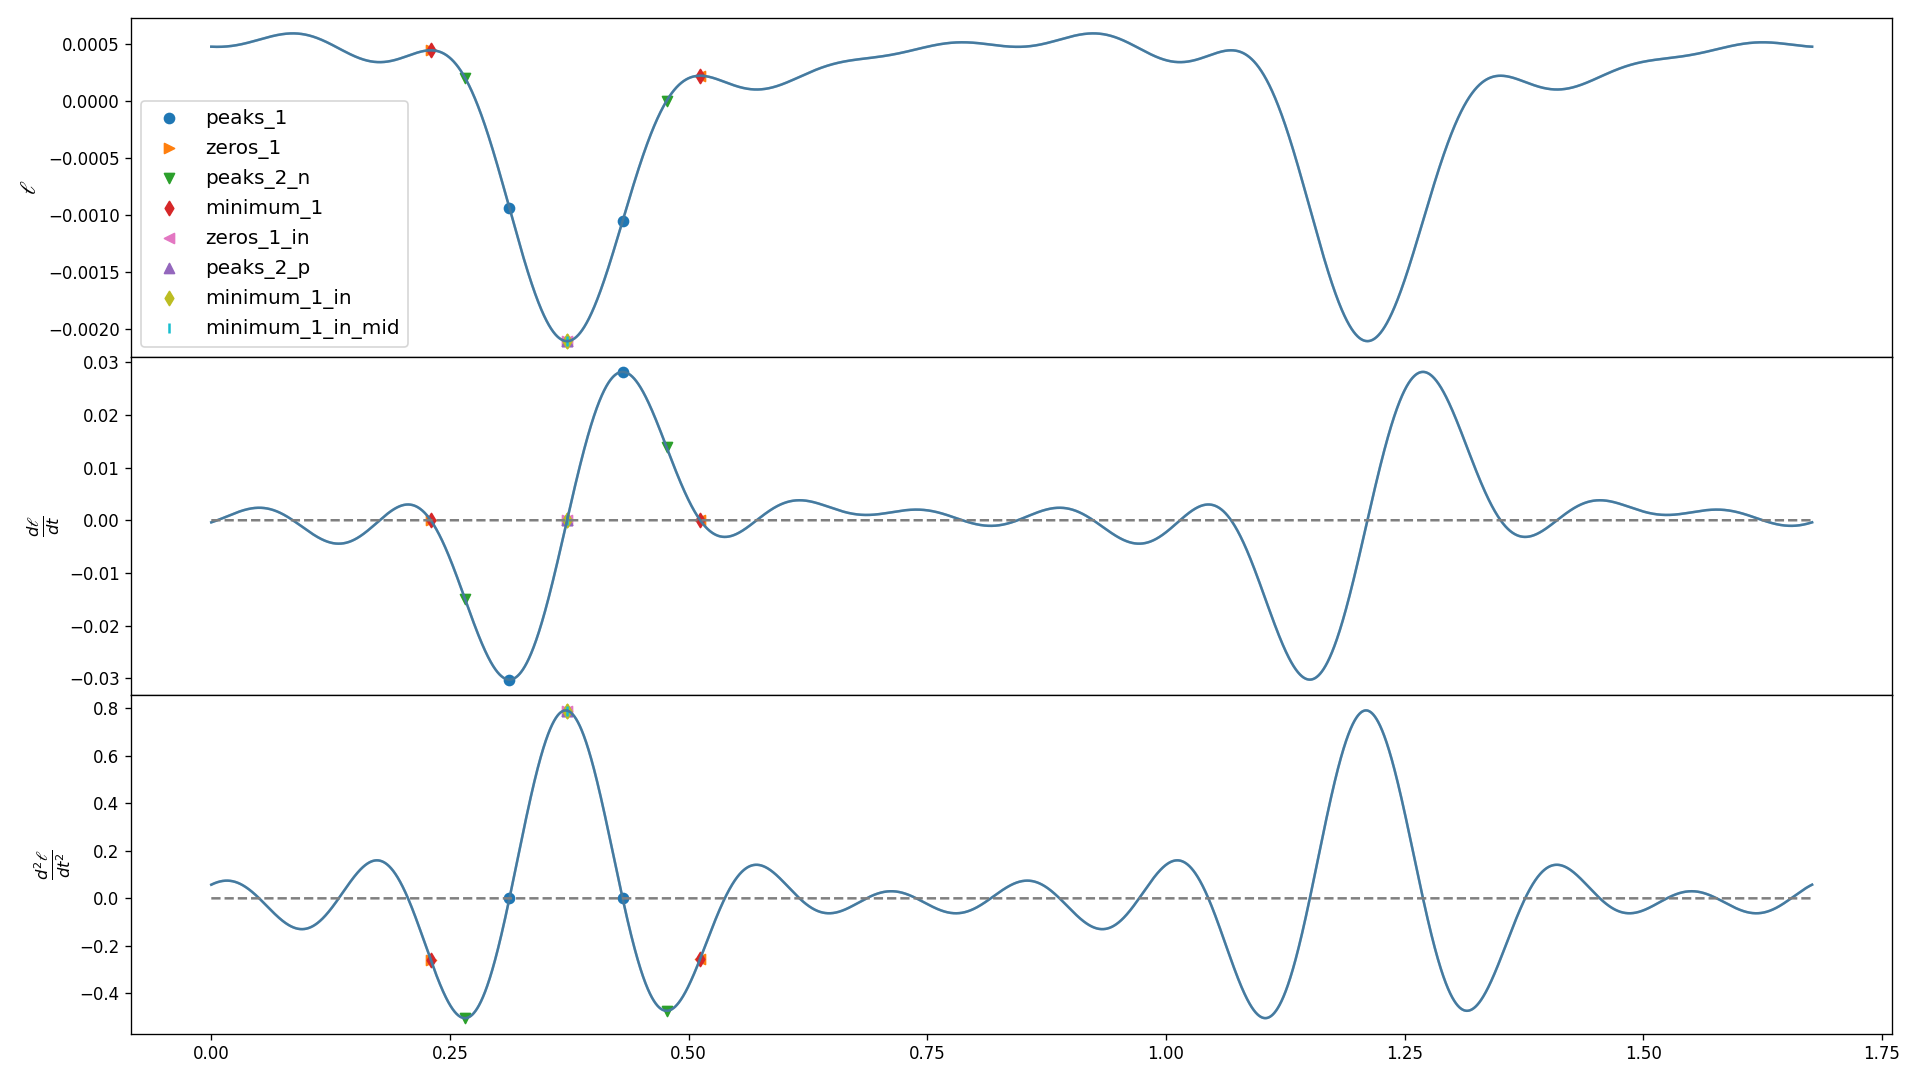 0.0005
0.0000
−0.0005
−0.0010
−0.0015
−0.0020
ℓ
peaks_1
zeros_1
peaks_2_n
minimum_1
zeros_1_in
peaks_2_p
minimum_1_in
minimum_1_in_mid
0.03
0.02
0.01
0.00
−0.01
−0.02
−0.03
dℓ
dt
0.8
0.6
0.4
0.2
0.0
−0.2
−0.4
d²ℓ
dt²
0.00 0.25 0.50 0.75 1.00 1.25 1.50 1.75